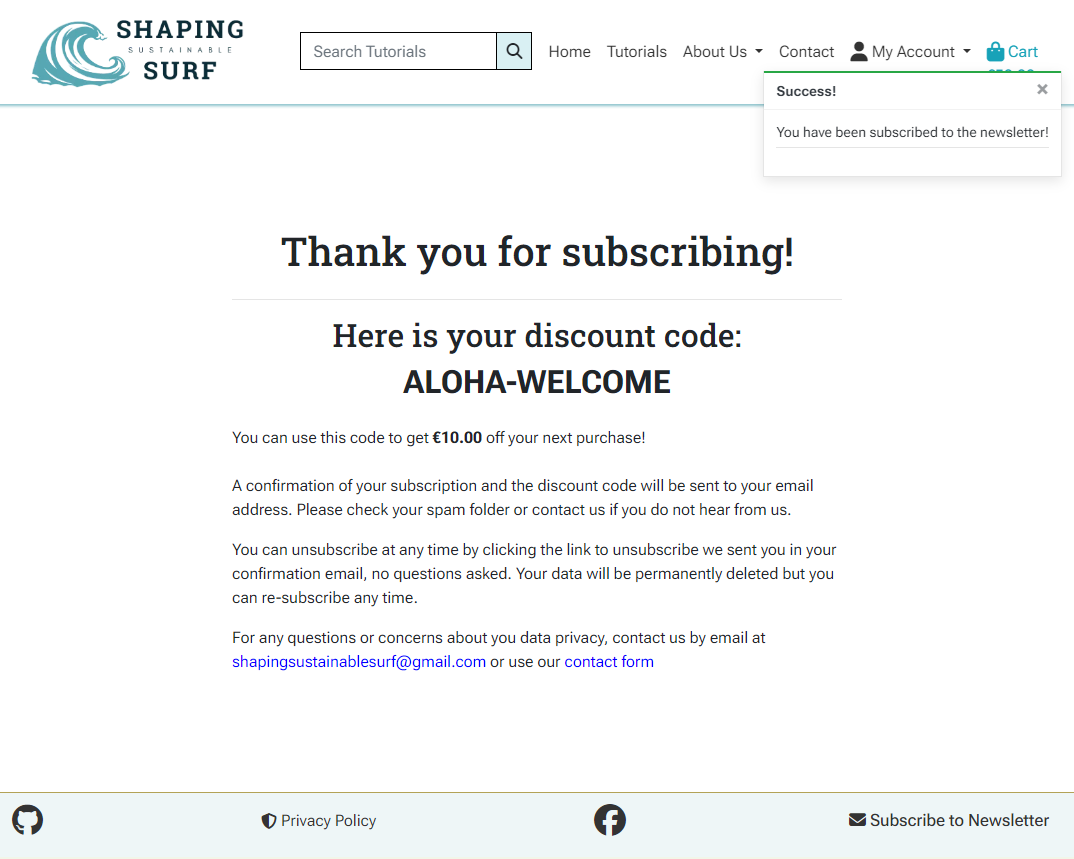 SHAPING
SUSTAINABLE
SURF
Search Tutorials
Home Tutorials About Us Contact My Account Cart
Success! ×
You have been subscribed to the newsletter!
Thank you for subscribing!
Here is your discount code:
ALOHA-WELCOME
You can use this code to get €10.00 off your next purchase!
A confirmation of your subscription and the discount code will be sent to your email
address. Please check your spam folder or contact us if you do not hear from us.
You can unsubscribe at any time by clicking the link to unsubscribe we sent you in your
confirmation email, no questions asked. Your data will be permanently deleted but you
can re-subscribe any time.
For any questions or concerns about you data privacy, contact us by email at
shapingsustainablesurf@gmail.com or use our contact form
Privacy Policy
Subscribe to Newsletter